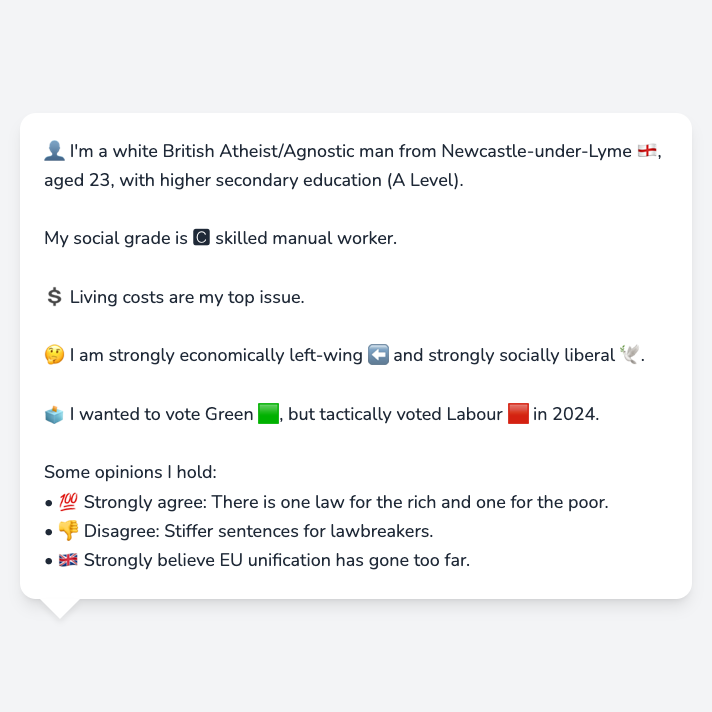 👤 I'm a white British Atheist/Agnostic man from Newcastle-under-Lyme 🏴󠁧󠁢󠁥󠁮󠁧󠁿,
aged 23, with higher secondary education (A Level).
My social grade is 🅲 skilled manual worker.
💲 Living costs are my top issue.
🤔 I am strongly economically left-wing ⬅️ and strongly socially liberal 🕊️.
🗳️ I wanted to vote Green 🟩, but tactically voted Labour 🟥 in 2024.
Some opinions I hold:
• 💯 Strongly agree: There is one law for the rich and one for the poor.
• 👎 Disagree: Stiffer sentences for lawbreakers.
• 🇬🇧 Strongly believe EU unification has gone too far.